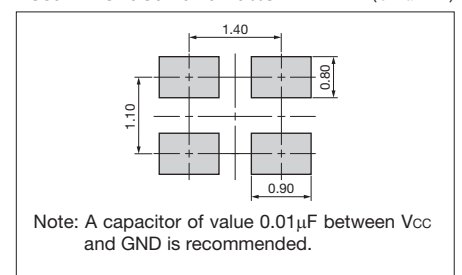 1.40
0.80
1.10
0.90
Note: A capacitor of value 0.01μF between Vcc
and GND is recommended.